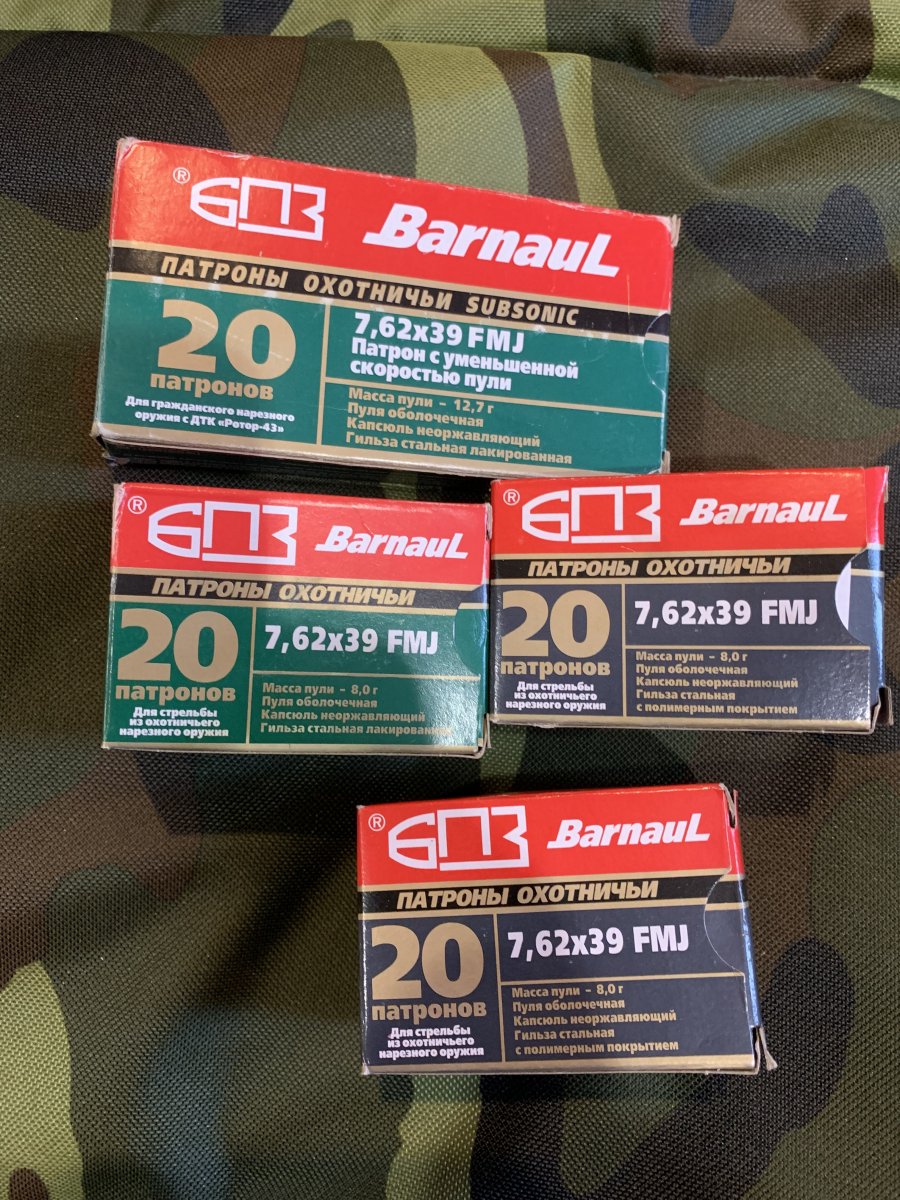 ® БПЗ Barnaul
ПАТРОНЫ ОХОТНИЧЬИ SUBSONIC
20
патронов
Для гражданского нарезного
оружия с ДТК «Ротор-43»
7,62x39 FMJ
Патрон с уменьшенной
скоростью пули
Масса пули – 12,7 г
Пуля оболочечная
Капсюль неоржавляющий
Гильза стальная лакированная
® БПЗ Barnaul
ПАТРОНЫ ОХОТНИЧЬИ
20
патронов
Для стрельбы
из охотничьего
нарезного оружия
7,62x39 FMJ
Масса пули – 8,0 г
Пуля оболочечная
Капсюль неоржавляющий
Гильза стальная лакированная
® БПЗ Barnaul
ПАТРОНЫ ОХОТНИЧЬИ
20
патронов
Для стрельбы
из охотничьего
нарезного оружия
7,62x39 FMJ
Масса пули – 8,0 г
Пуля оболочечная
Капсюль неоржавляющий
Гильза стальная
с полимерным покрытием
® БПЗ Barnaul
ПАТРОНЫ ОХОТНИЧЬИ
20
патронов
Для стрельбы
из охотничьего
нарезного оружия
7,62x39 FMJ
Масса пули – 8,0 г
Пуля оболочечная
Капсюль неоржавляющий
Гильза стальная
с полимерным покрытием